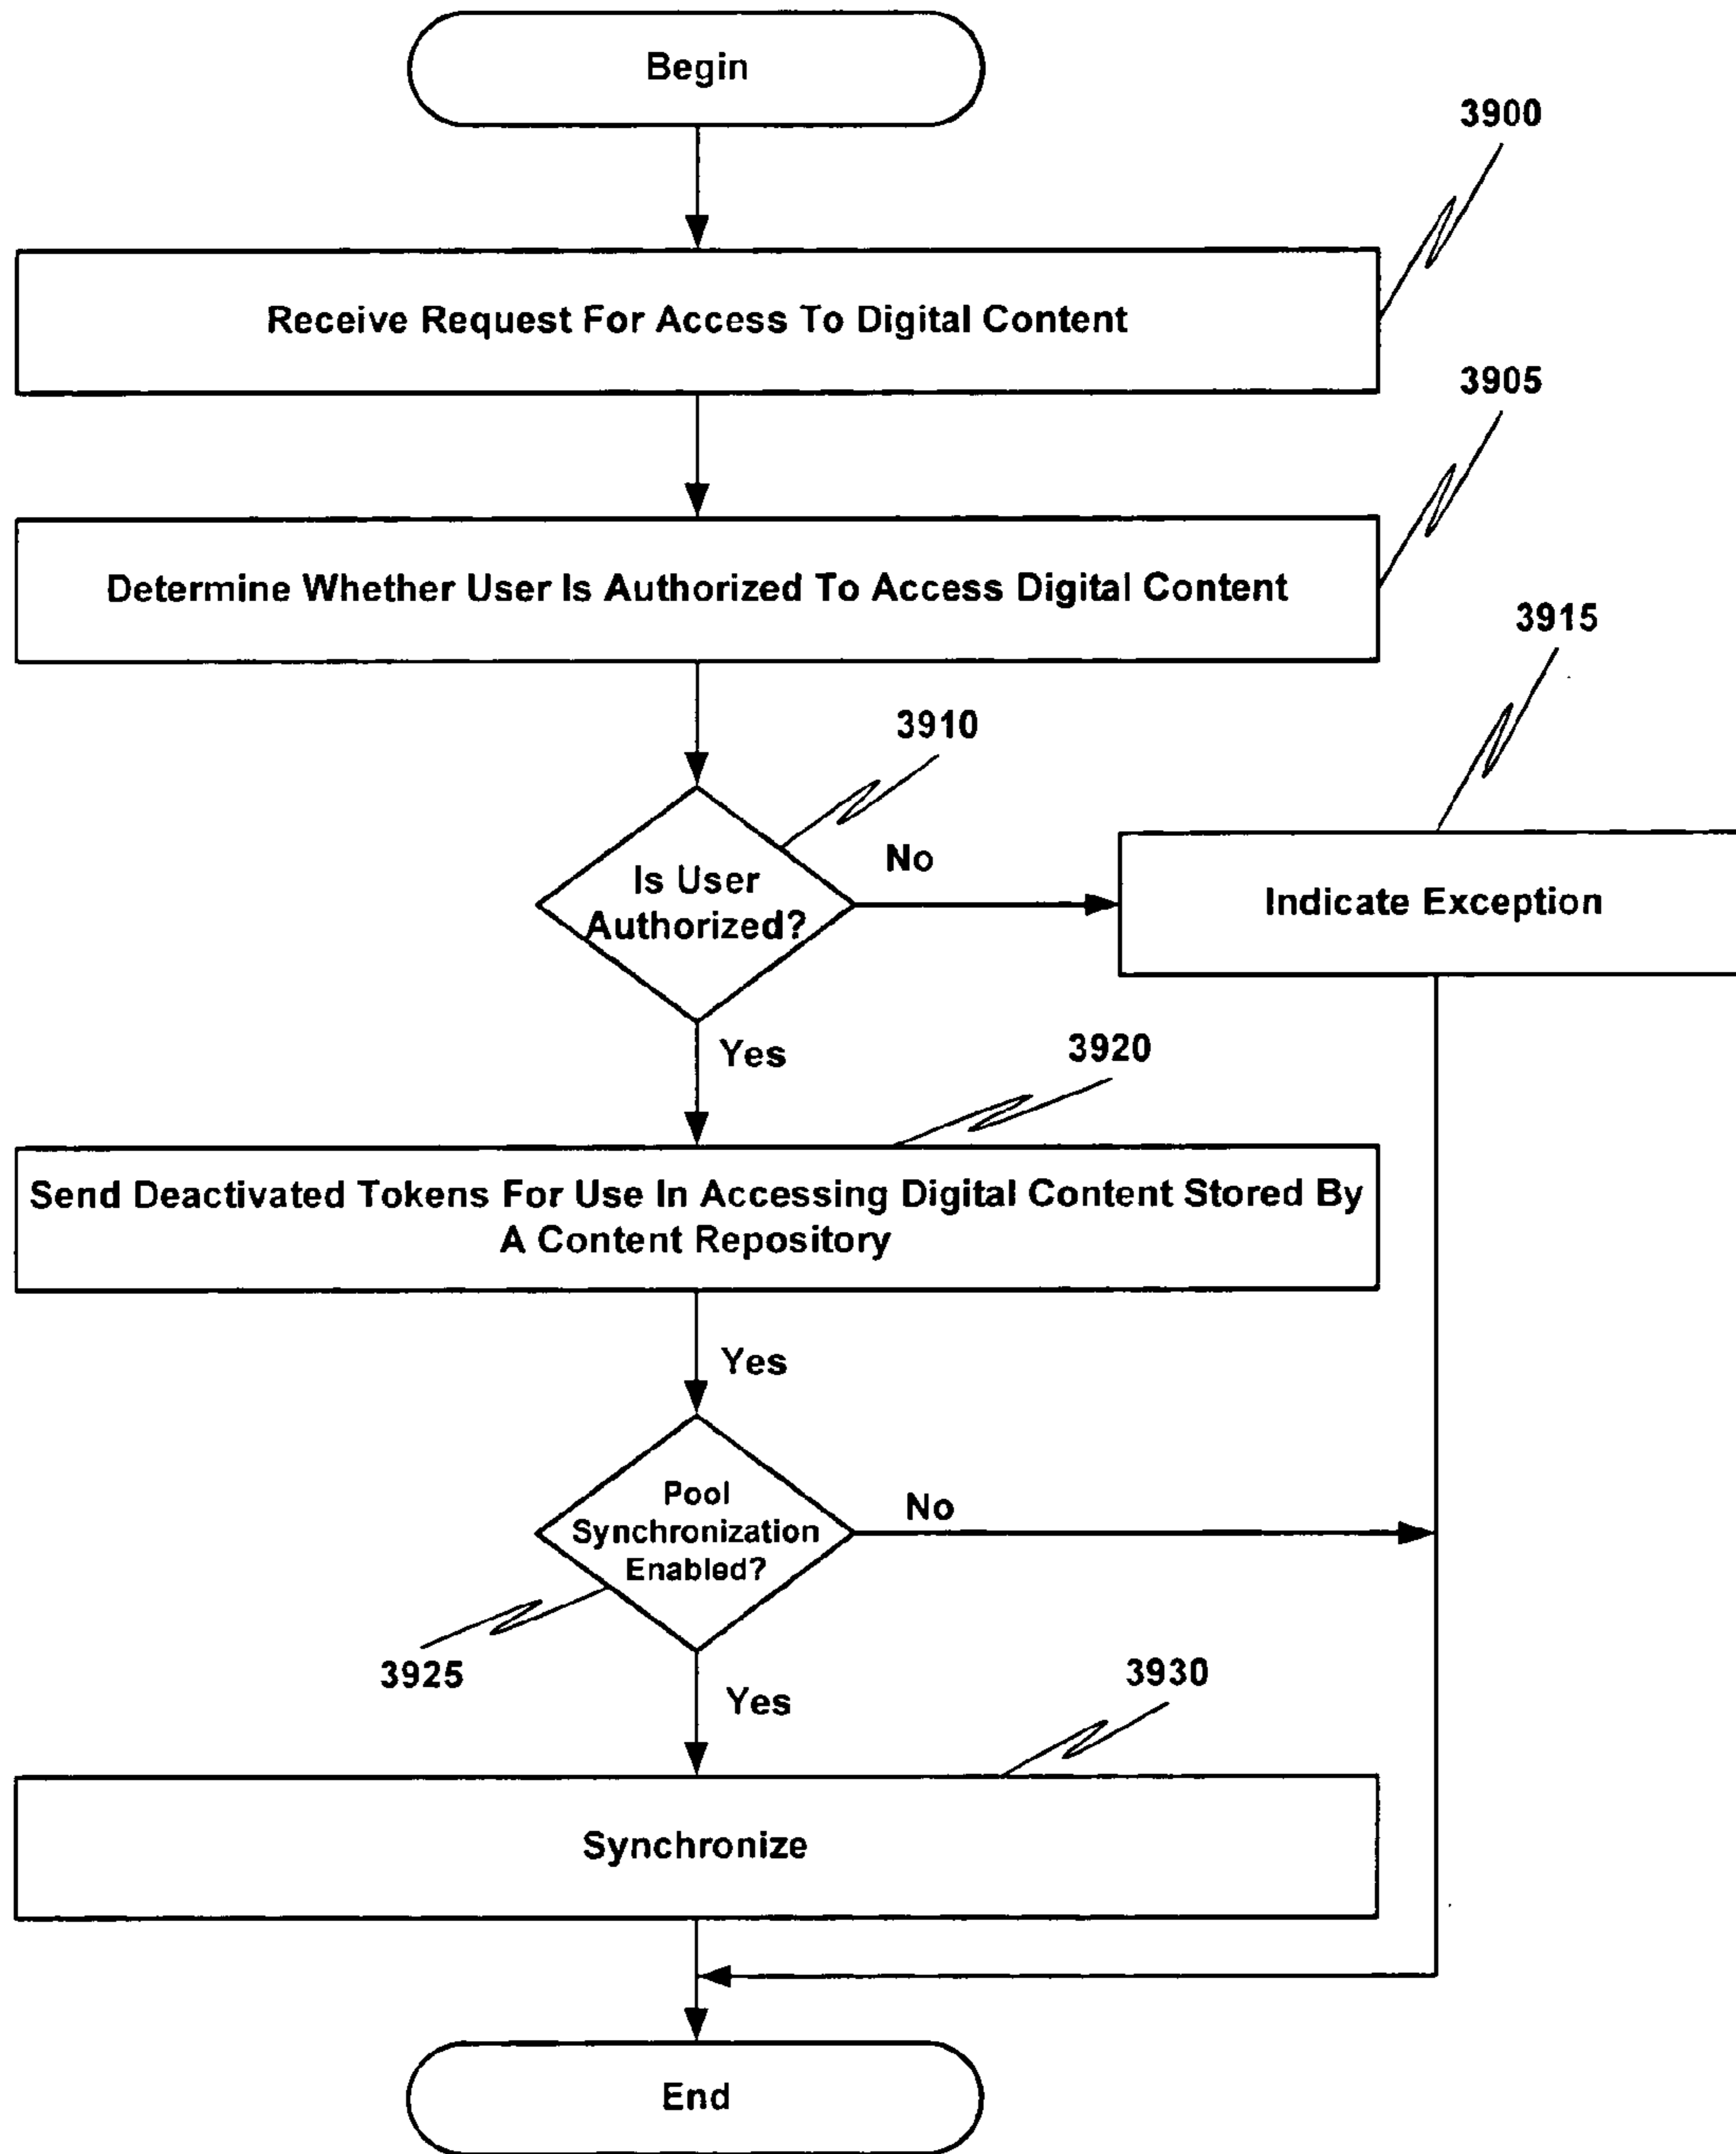 Begin
3900
Receive Request For Access To Digital Content
3905
Determine Whether User Is Authorized To Access Digital Content
3915
3910
No
Is User
Authorized?
Indicate Exception
Yes
3920
Send Deactivated Tokens For Use In Accessing Digital Content Stored By
A Content Repository
Yes
Pool
Synchronization
Enabled?
No
3925
3930
Yes
Synchronize
End